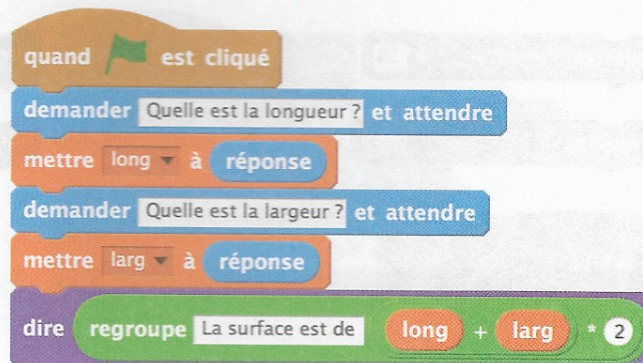 quand est cliqué
demander Quelle est la longueur ? et attendre
mettre long à réponse
demander Quelle est la largeur ? et attendre
mettre larg à réponse
dire regroupe La surface est de long + larg * 2